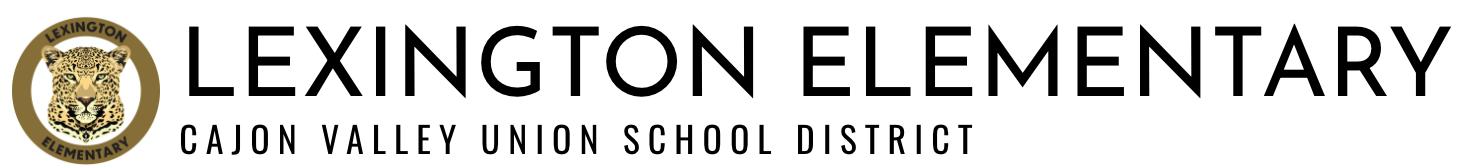 LEXINGTON
ELEMENTARY
LEXINGTON ELEMENTARY
CAJON VALLEY UNION SCHOOL DISTRICT